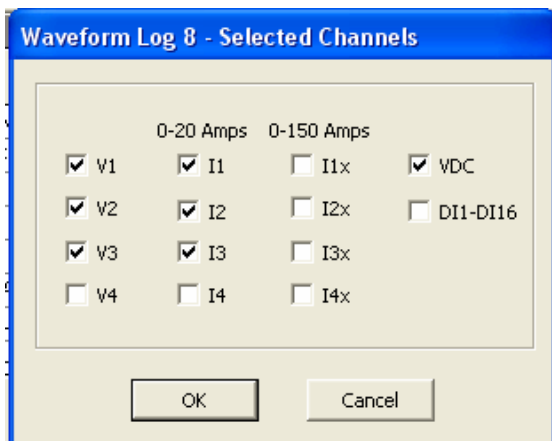 Waveform Log 8 - Selected Channels
0-20 Amps 0-150 Amps
V1 I1 I1x VDC
V2 I2 I2x DI1-DI16
V3 I3 I3x
V4 I4 I4x
OK Cancel